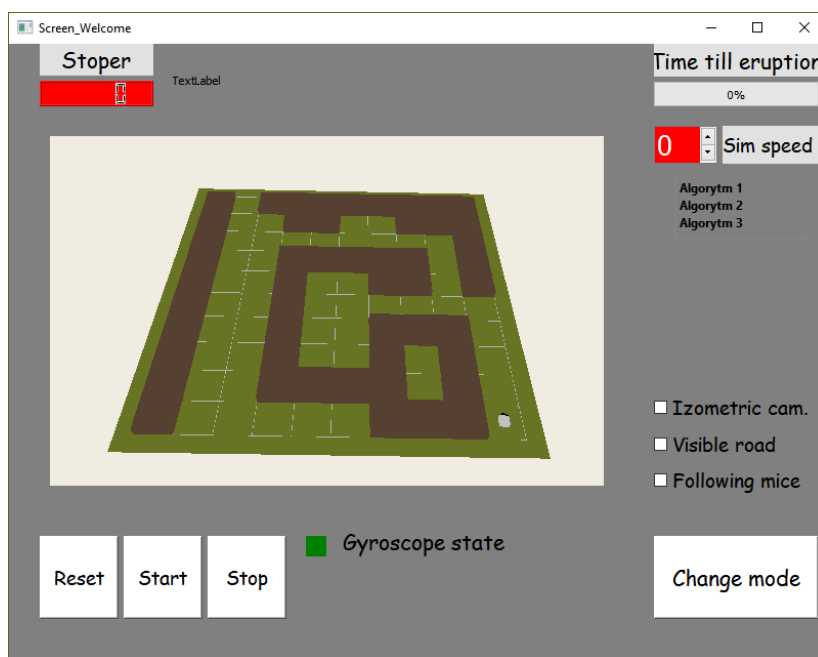 Screen_Welcome
Stoper
0
TextLabel
Time till eruption
0%
0
Sim speed
Algorytm 1
Algorytm 2
Algorytm 3
Izometric cam.
Visible road
Following mice
Gyroscope state
Reset
Start
Stop
Change mode